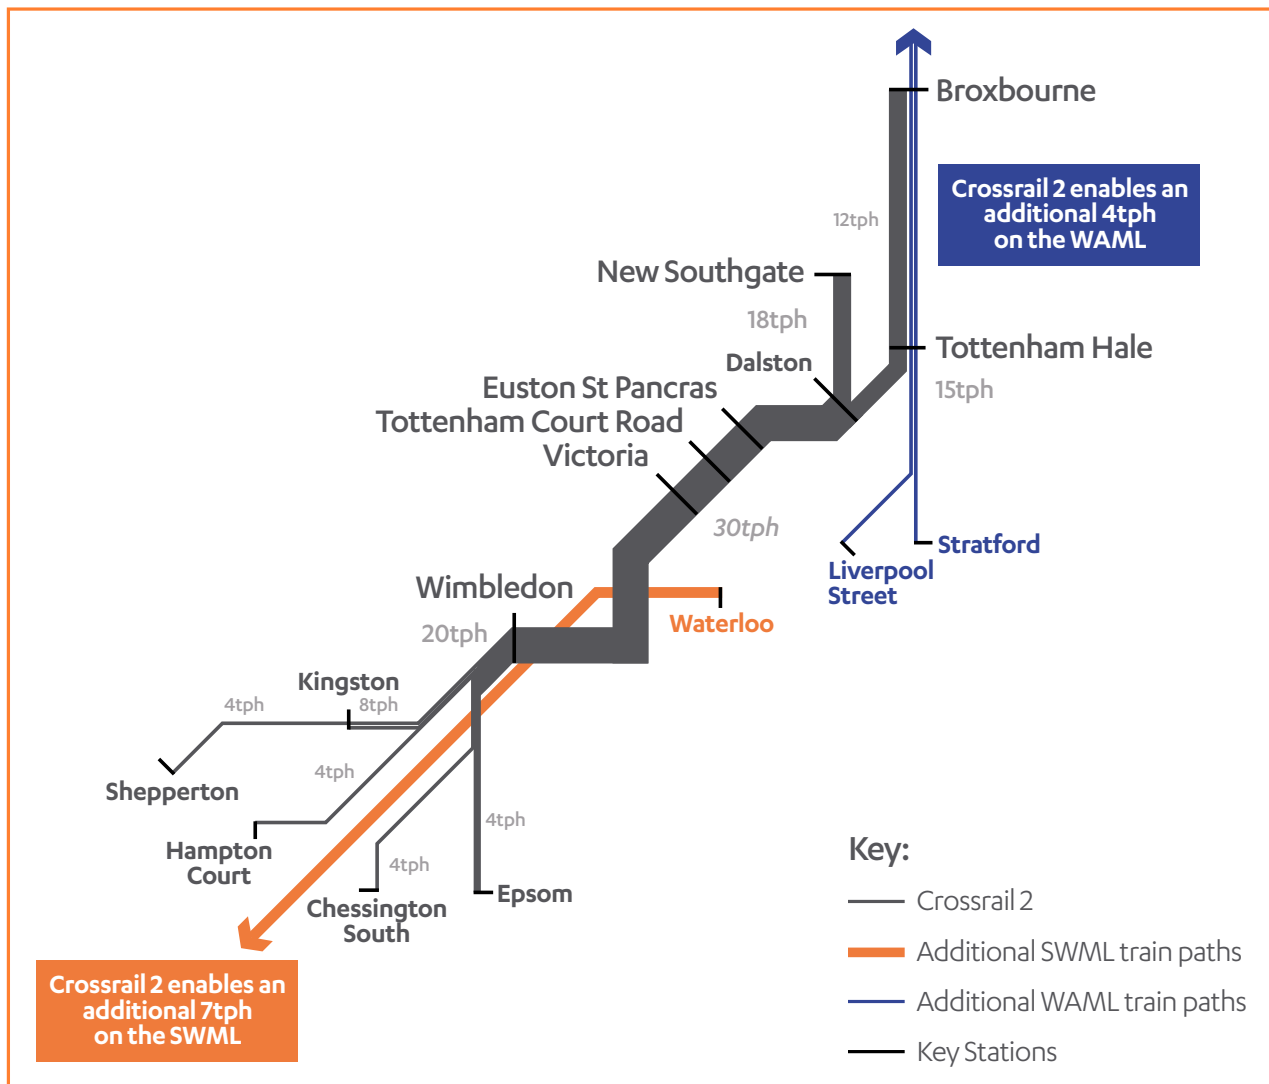 Broxbourne
Crossrail 2 enables an
additional 4tph
on the WAML
12tph
New Southgate
18tph
Tottenham Hale
Dalston
15tph
Euston St Pancras
Tottenham Court Road
Victoria
30tph
Stratford
Liverpool
Street
Wimbledon
Waterloo
20tph
Kingston
4tph
8tph
4tph
Shepperton
4tph
Hampton
Court
4tph
Epsom
Chessington
South
Crossrail 2 enables an
additional 7tph
on the SWML
Key:
Crossrail 2
Additional SWML train paths
Additional WAML train paths
Key Stations